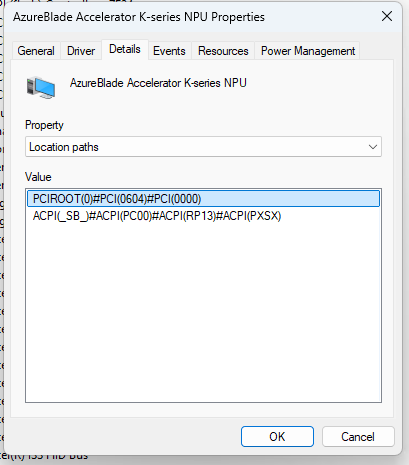 AzureBlade Accelerator K-series NPU Properties
General Driver Details Events Resources Power Management
AzureBlade Accelerator K-series NPU
Property
Location paths
Value
PCIROOT(0)#PCI(0604)#PCI(0000)
ACPI(_SB_)#ACPI(PC00)#ACPI(RP13)#ACPI(PXSX)
OK Cancel